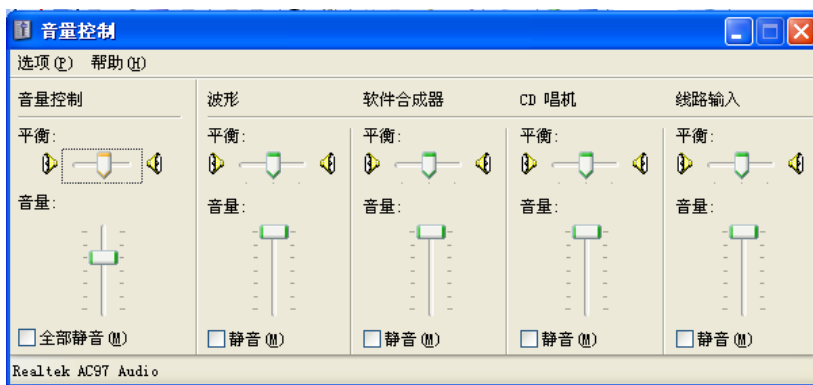 音量控制
选项(P) 帮助(H)
音量控制 波形 软件合成器 CD 唱机 线路输入
平衡: 平衡: 平衡: 平衡: 平衡:
音量: 音量: 音量: 音量: 音量:
全部静音(M) 静音(M) 静音(M) 静音(M) 静音(M)
Realtek AC97 Audio